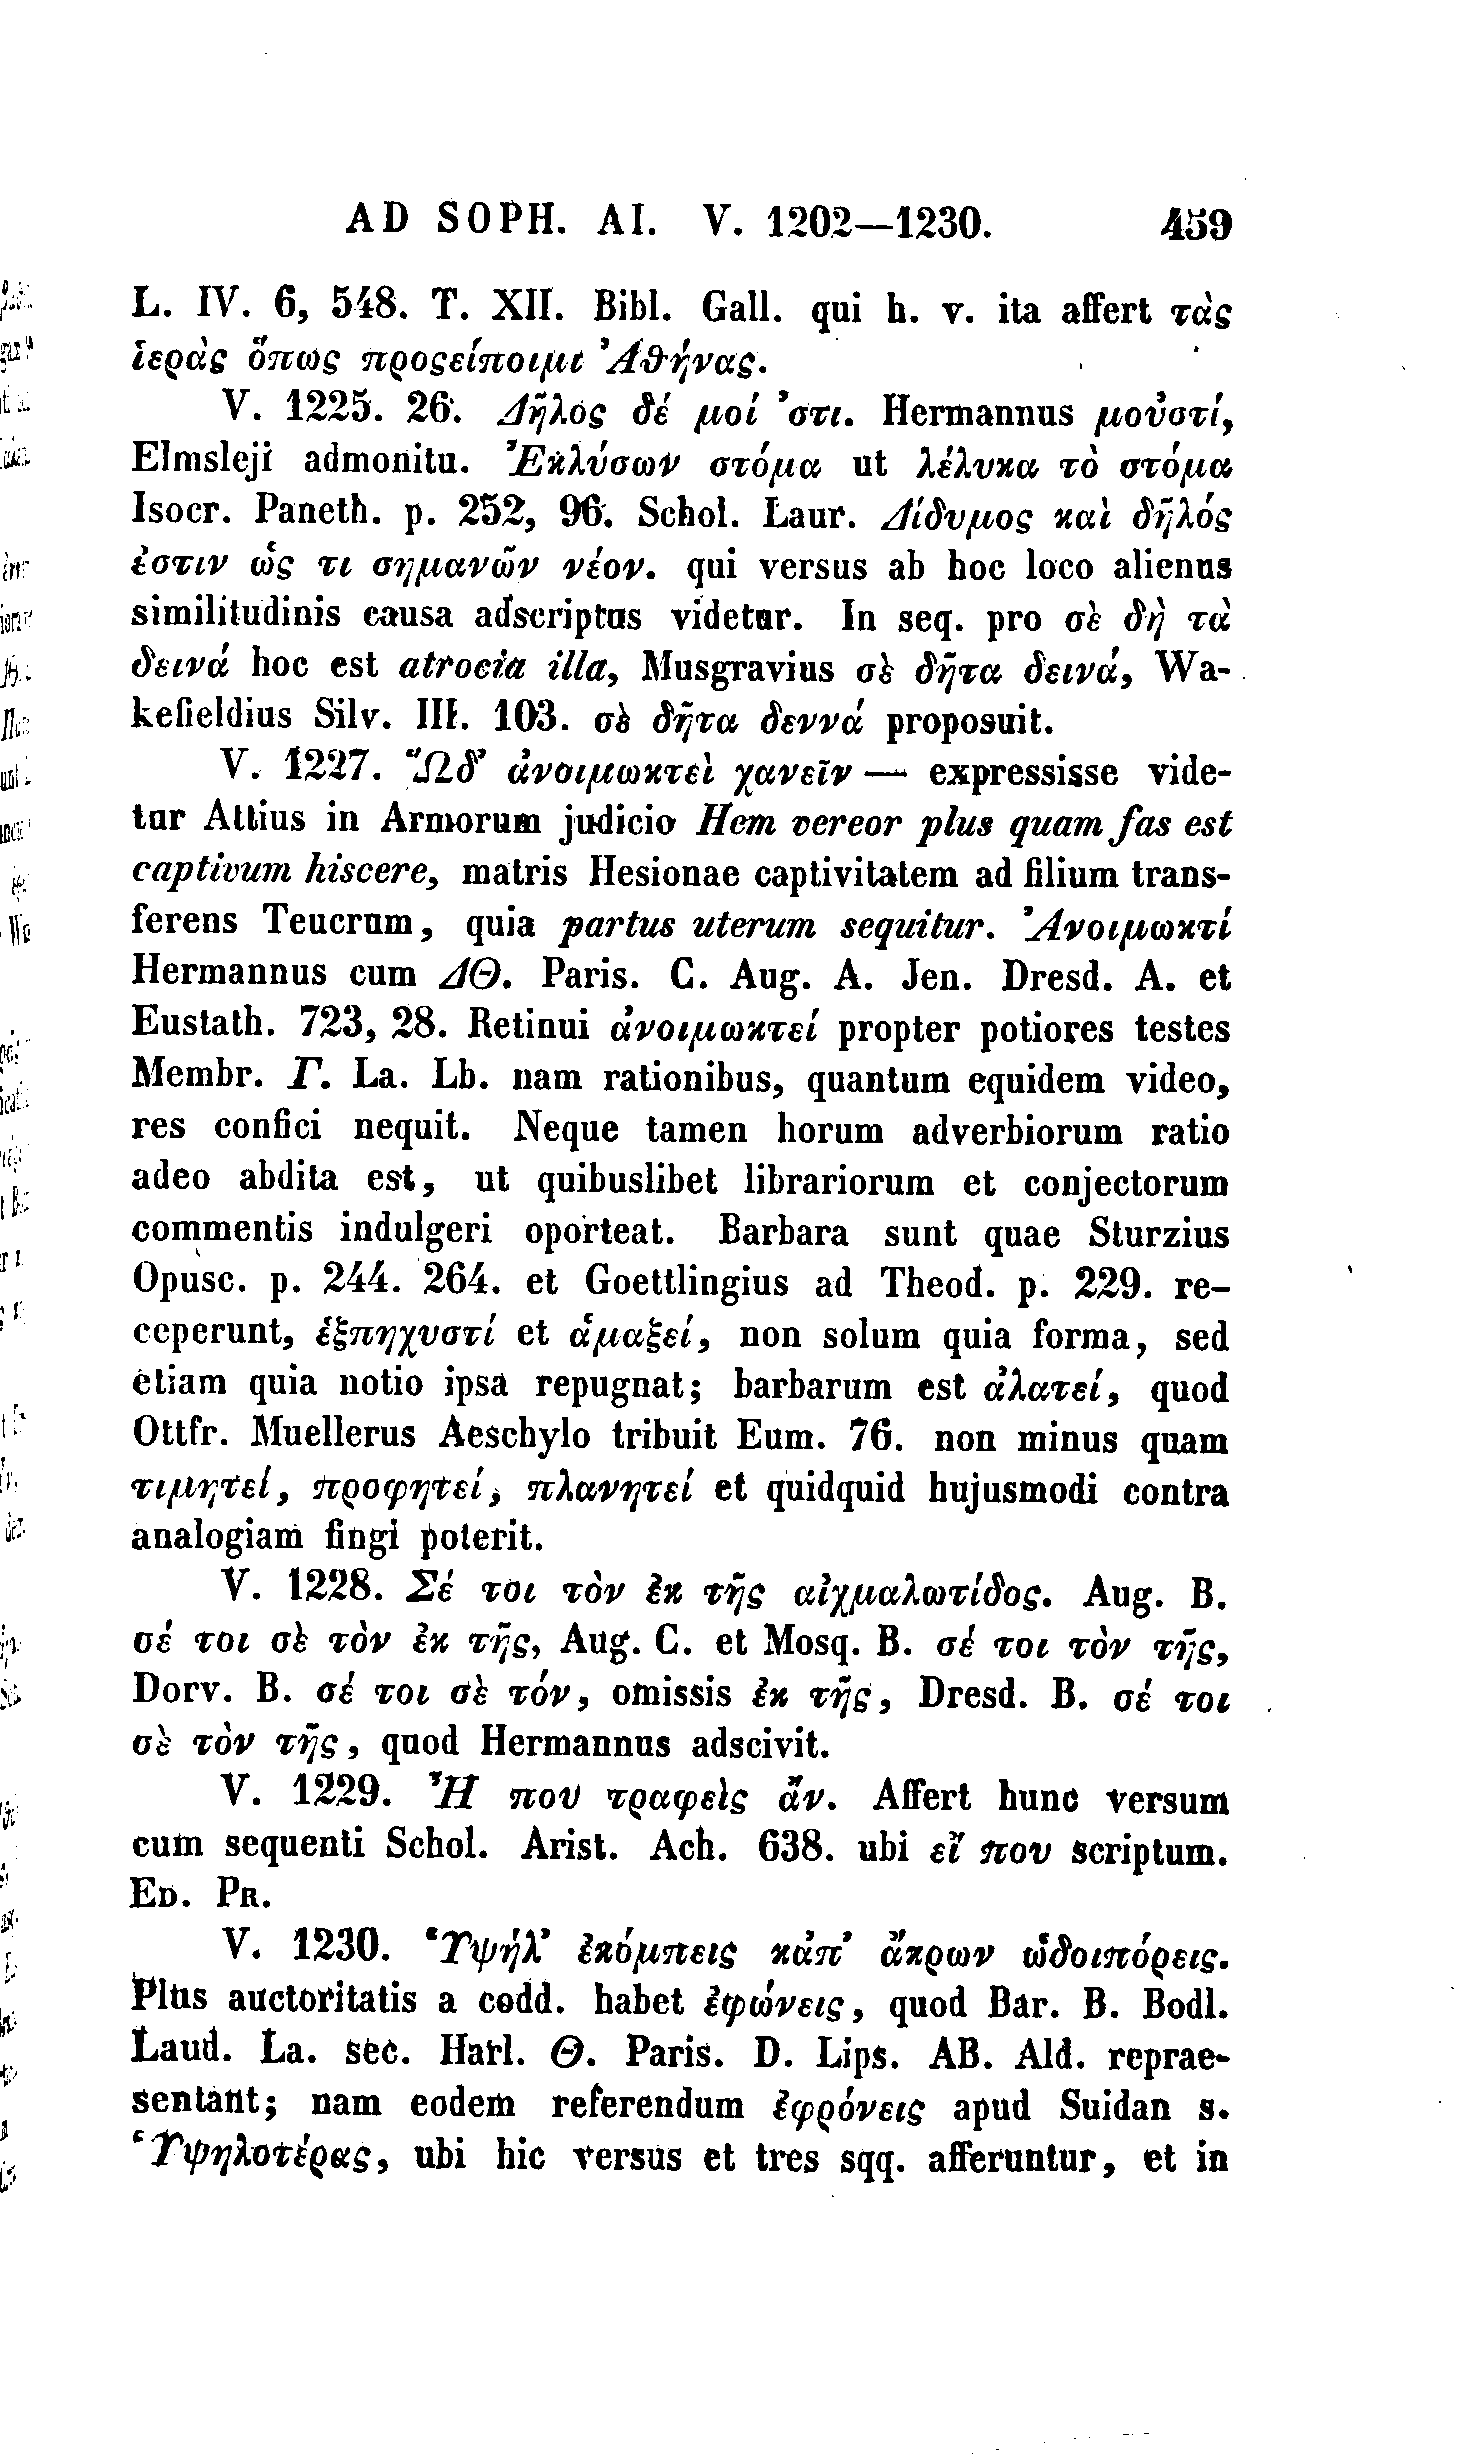 AD SOPH. AI. V. 1202—1230. 459
L. IV. 6, 548. T. XII. Bibl. Gall. qui h. v. ita affert τὰς
ἱερὰς ὅπως προςείποιμι Ἀθήνας.
V. 1225. 26. Δῆλος δέ μοί ’στι. Hermannus μοὐστί,
Elmsleji admonitu. Ἐκλύσων στόμα ut λέλυκα τὸ στόμα
Isocr. Paneth. p. 252, 96. Schol. Laur. Δίδυμος καὶ δῆλός
ἐστιν ὡς τι σημανῶν νέον. qui versus ab hoc loco alienus
similitudinis causa adscriptus videtur. In seq. pro σὲ δὴ τὰ
δεινά hoc est atrocia illa, Musgravius σὲ δῆτα δεινά, Wa-
kefieldius Silv. III. 103. σὲ δῆτα δεννά proposuit.
V. 1227. Ὧδ’ ἀνοιμωκτεὶ χανεῖν — expressisse vide-
tur Attius in Armorum judicio Hem vereor plus quam fas est
captivum hiscere, matris Hesionae captivitatem ad filium trans-
ferens Teucrum, quia partus uterum sequitur. Ἀνοιμωκτί
Hermannus cum ΔΘ. Paris. C. Aug. A. Jen. Dresd. A. et
Eustath. 723, 28. Retinui ἀνοιμωκτεί propter potiores testes
Membr. Γ. La. Lb. nam rationibus, quantum equidem video,
res confici nequit. Neque tamen horum adverbiorum ratio
adeo abdita est, ut quibuslibet librariorum et conjectorum
commentis indulgeri oporteat. Barbara sunt quae Sturzius
Opusc. p. 244. 264. et Goettlingius ad Theod. p. 229. re-
ceperunt, ἑξπηχυστί et ἁμαξεί, non solum quia forma, sed
etiam quia notio ipsa repugnat; barbarum est ἀλατεί, quod
Ottfr. Muellerus Aeschylo tribuit Eum. 76. non minus quam
τιμητεί, προφητεί, πλανητεί et quidquid hujusmodi contra
analogiam fingi poterit.
V. 1228. Σέ τοι τὸν ἐκ τῆς αἰχμαλωτίδος. Aug. B.
σέ τοι σὲ τὸν ἐκ τῆς, Aug. C. et Mosq. B. σέ τοι τὸν τῆς,
Dorv. B. σέ τοι σὲ τόν, omissis ἐκ τῆς, Dresd. B. σέ τοι
σὲ τὸν τῆς, quod Hermannus adscivit.
V. 1229. Ἦ που τραφεὶς ἄν. Affert hunc versum
cum sequenti Schol. Arist. Ach. 638. ubi εἴ που scriptum.
ED. PR.
V. 1230. Ὑψήλ’ ἐκόμπεις κἀπ’ ἄκρων ὡδοιπόρεις.
Plus auctoritatis a codd. habet ἐφώνεις, quod Bar. B. Bodl.
Laud. La. sec. Harl. Θ. Paris. D. Lips. AB. Ald. reprae-
sentant; nam eodem referendum ἐφρόνεις apud Suidan s.
Ὑψηλοτέρας, ubi hic versus et tres sqq. afferuntur, et in